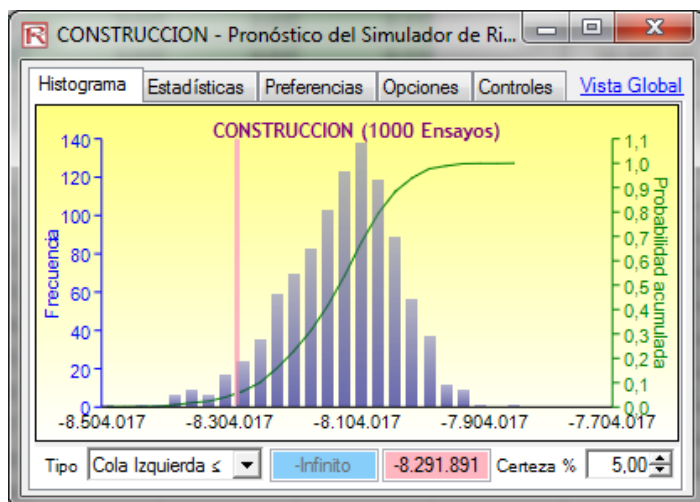 CONSTRUCCION - Pronóstico del Simulador de Ri...
Histograma Estadísticas Preferencias Opciones Controles Vista Global
CONSTRUCCION (1000 Ensayos)
Frecuencia
140
120
100
80
60
40
20
0
1,1
1,0
0,9
0,8
0,7
0,6
0,5
0,4
0,3
0,2
0,1
0,0
Probabilidad acumulada
-8.504.017 -8.304.017 -8.104.017 -7.904.017 -7.704.017
Tipo Cola Izquierda ≤ -Infinito -8.291.891 Certeza % 5,00